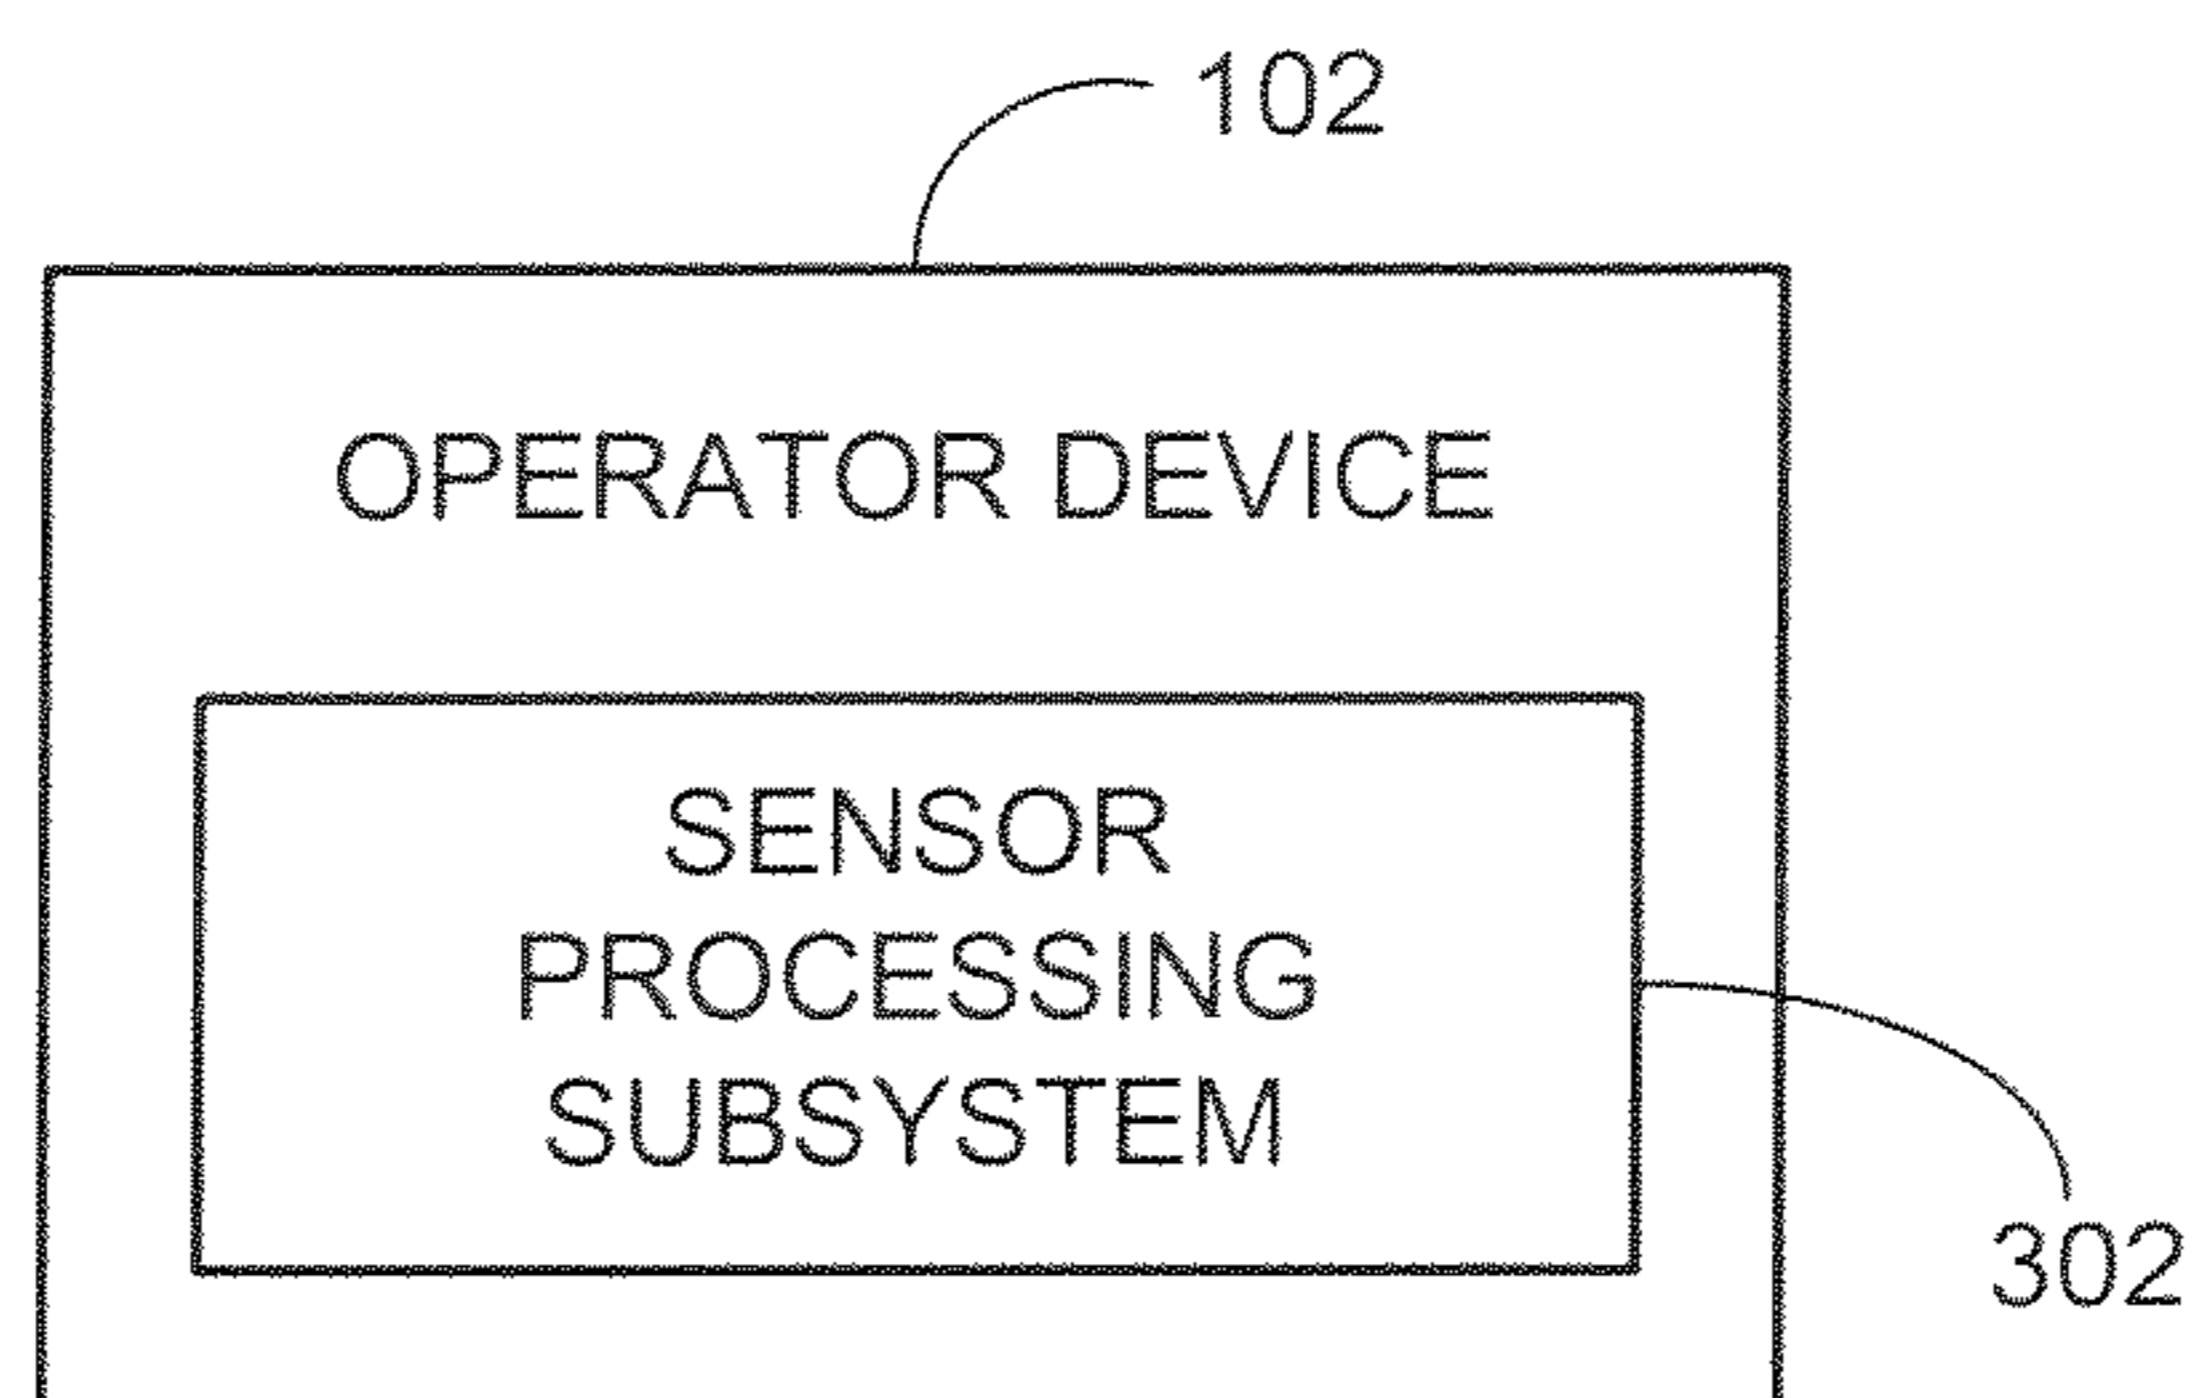 102
OPERATOR DEVICE
SENSOR
PROCESSING
SUBSYSTEM
302